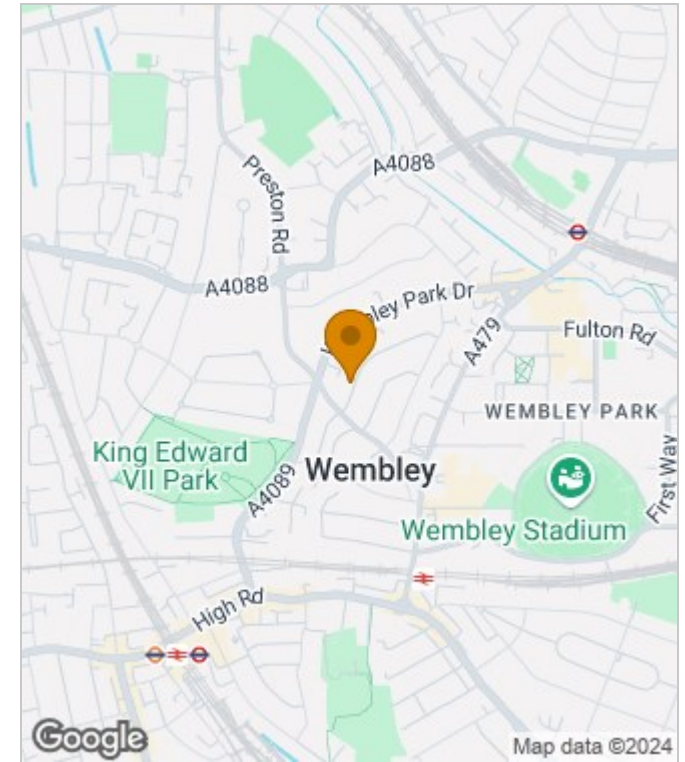 Preston Rd
A4088
A4088
ley Park Dr
A479
Fulton Rd
WEMBLEY PARK
King Edward
VII Park
A4089
Wembley
First Way
Wembley Stadium
High Rd
Google
Map data ©2024